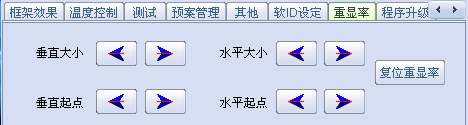 框架效果 温度控制 测试 预案管理 其他 软ID设定 重显率 程序升级
垂直大小 水平大小
复位重显率
垂直起点 水平起点